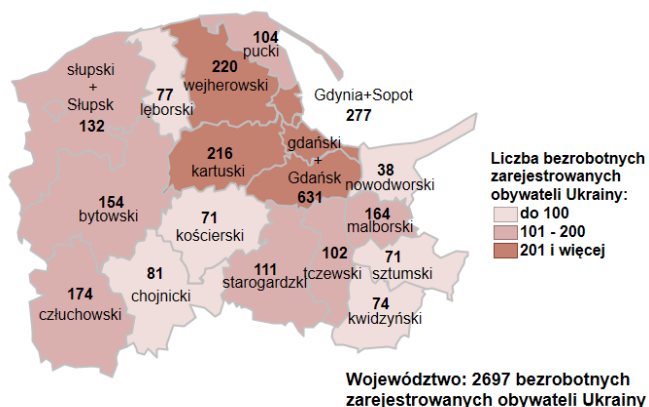 104
pucki
220
wejherowski
słupski
+
Słupsk
132
77
lęborski
Gdynia+Sopot
277
gdański
+
Gdańsk
631
216
kartuski
38
nowodworski
154
bytowski
71
kościerski
164
malborski
102
tczewski
71
sztumski
111
starogardzki
81
chojnicki
174
człuchowski
74
kwidzyński
Liczba bezrobotnych
zarejestrowanych
obywateli Ukrainy:
do 100
101 - 200
201 i więcej
Województwo: 2697 bezrobotnych
zarejestrowanych obywateli Ukrainy